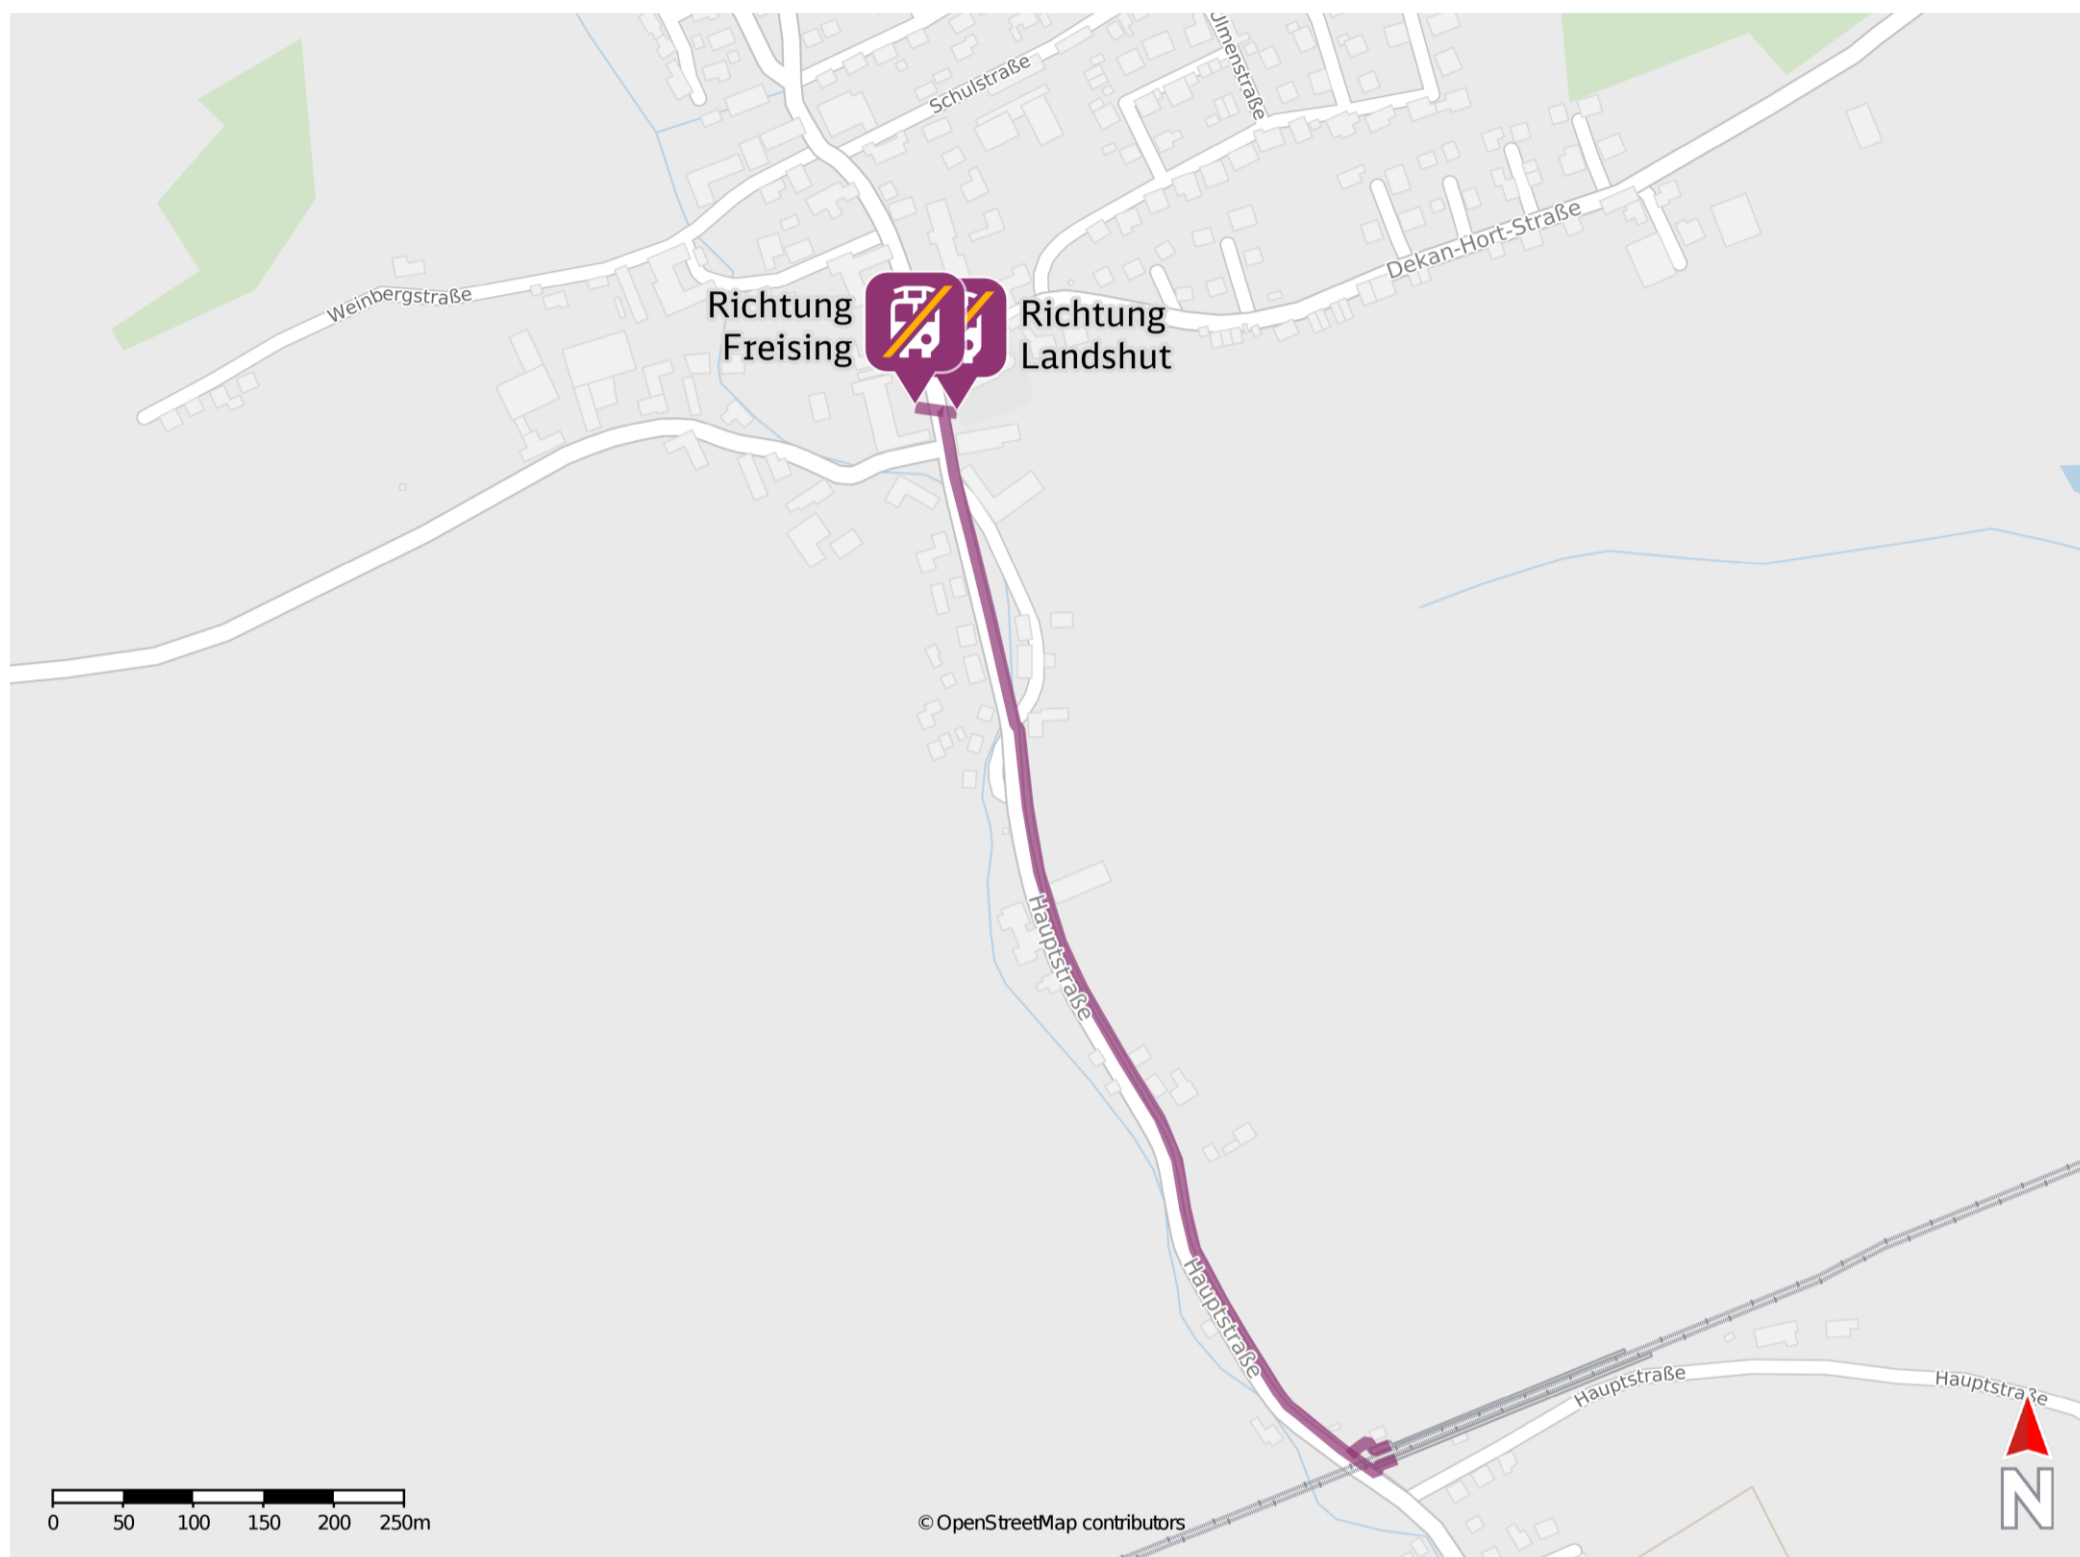 Ulmenstraße
Schulstraße
Dekan-Hort-Straße
Weinbergstraße
Richtung
Freising
Richtung
Landshut
Hauptstraße
Hauptstraße
Hauptstraße
Hauptstraße
N
0 50 100 150 200 250m
© OpenStreetMap contributors